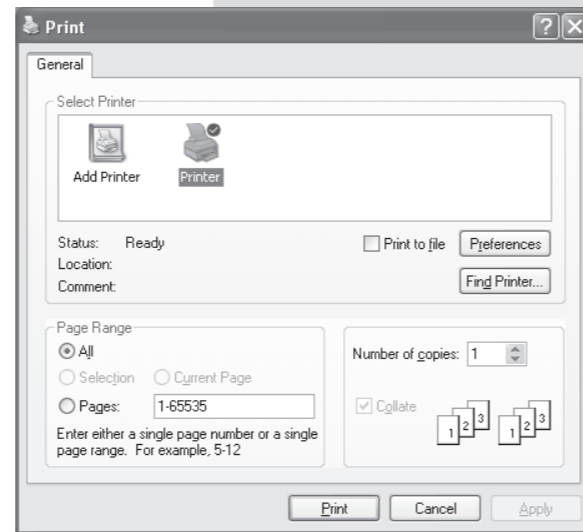 Print
General
Select Printer
Add Printer
Printer
Status: Ready
Print to file
Preferences
Location:
Comment:
Find Printer...
Page Range
All
Selection
Current Page
Pages: 1-65535
Enter either a single page number or a single
page range. For example, 5-12
Number of copies: 1
Collate
1 2 3 1 2 3
Print
Cancel
Apply